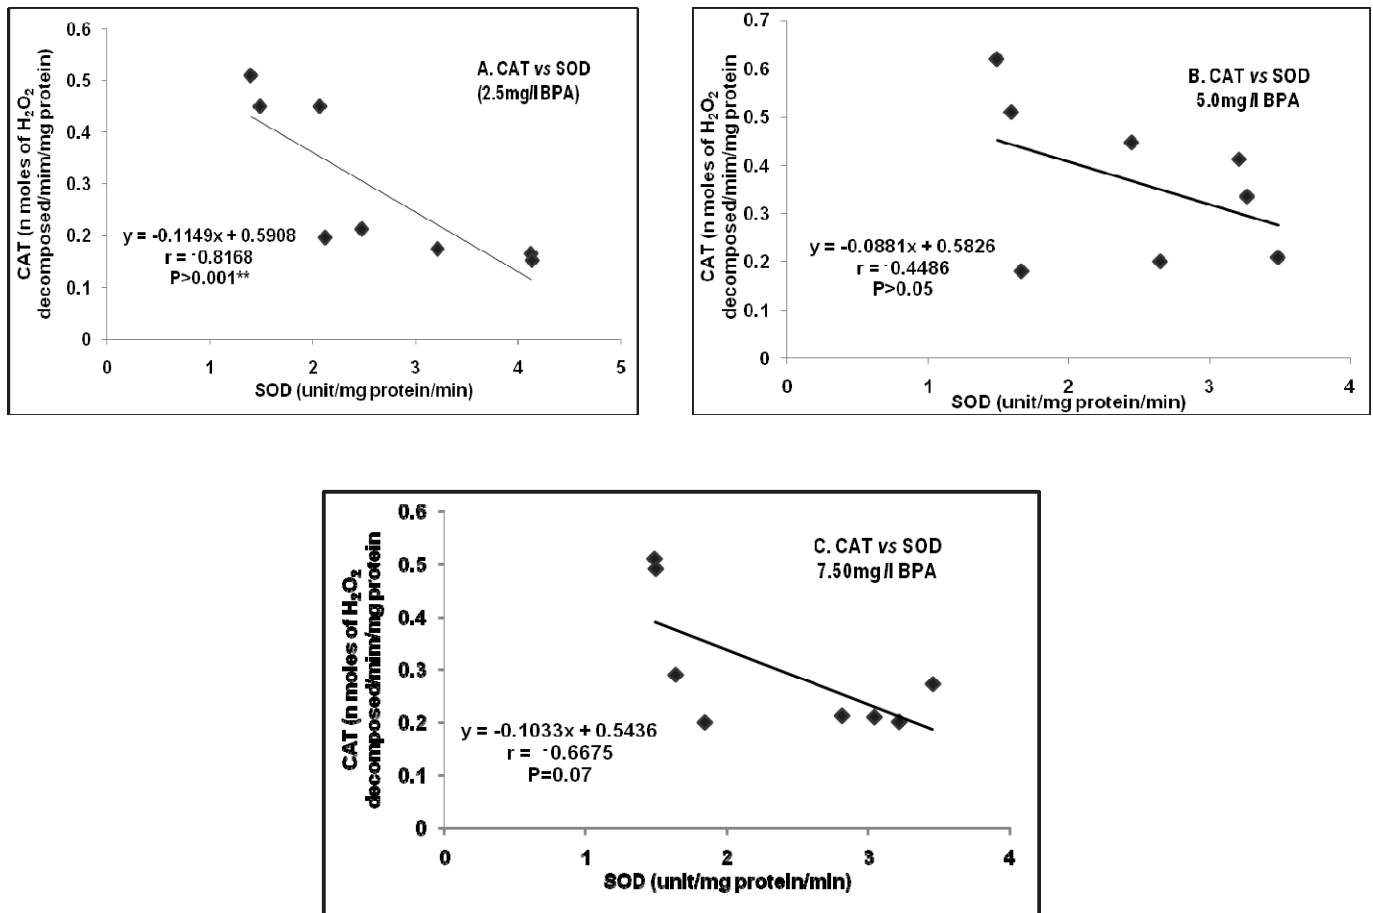 0.6
0.5
0.4
0.3
0.2
0.1
0
CAT (n moles of H₂O₂
decomposed/mim/mg protein)
A. CAT vs SOD
(2.5mg/l BPA)
y = -0.1149x + 0.5908
r = ⁻0.8168
P>0.001**
0 1 2 3 4 5
SOD (unit/mg protein/min)
0.7
0.6
0.5
0.4
0.3
0.2
0.1
0
CAT (n moles of H₂O₂
decomposed/mim/mg protein
B. CAT vs SOD
5.0mg/l BPA
y = -0.0881x + 0.5826
r = ⁻0.4486
P>0.05
0 1 2 3 4
SOD (unit/mg protein/min)
0.6
0.5
0.4
0.3
0.2
0.1
0
CAT (n moles of H₂O₂
decomposed/mim/mg protein
C. CAT vs SOD
7.50mg/l BPA
y = -0.1033x + 0.5436
r = ⁻0.6675
P=0.07
0 1 2 3 4
SOD (unit/mg protein/min)